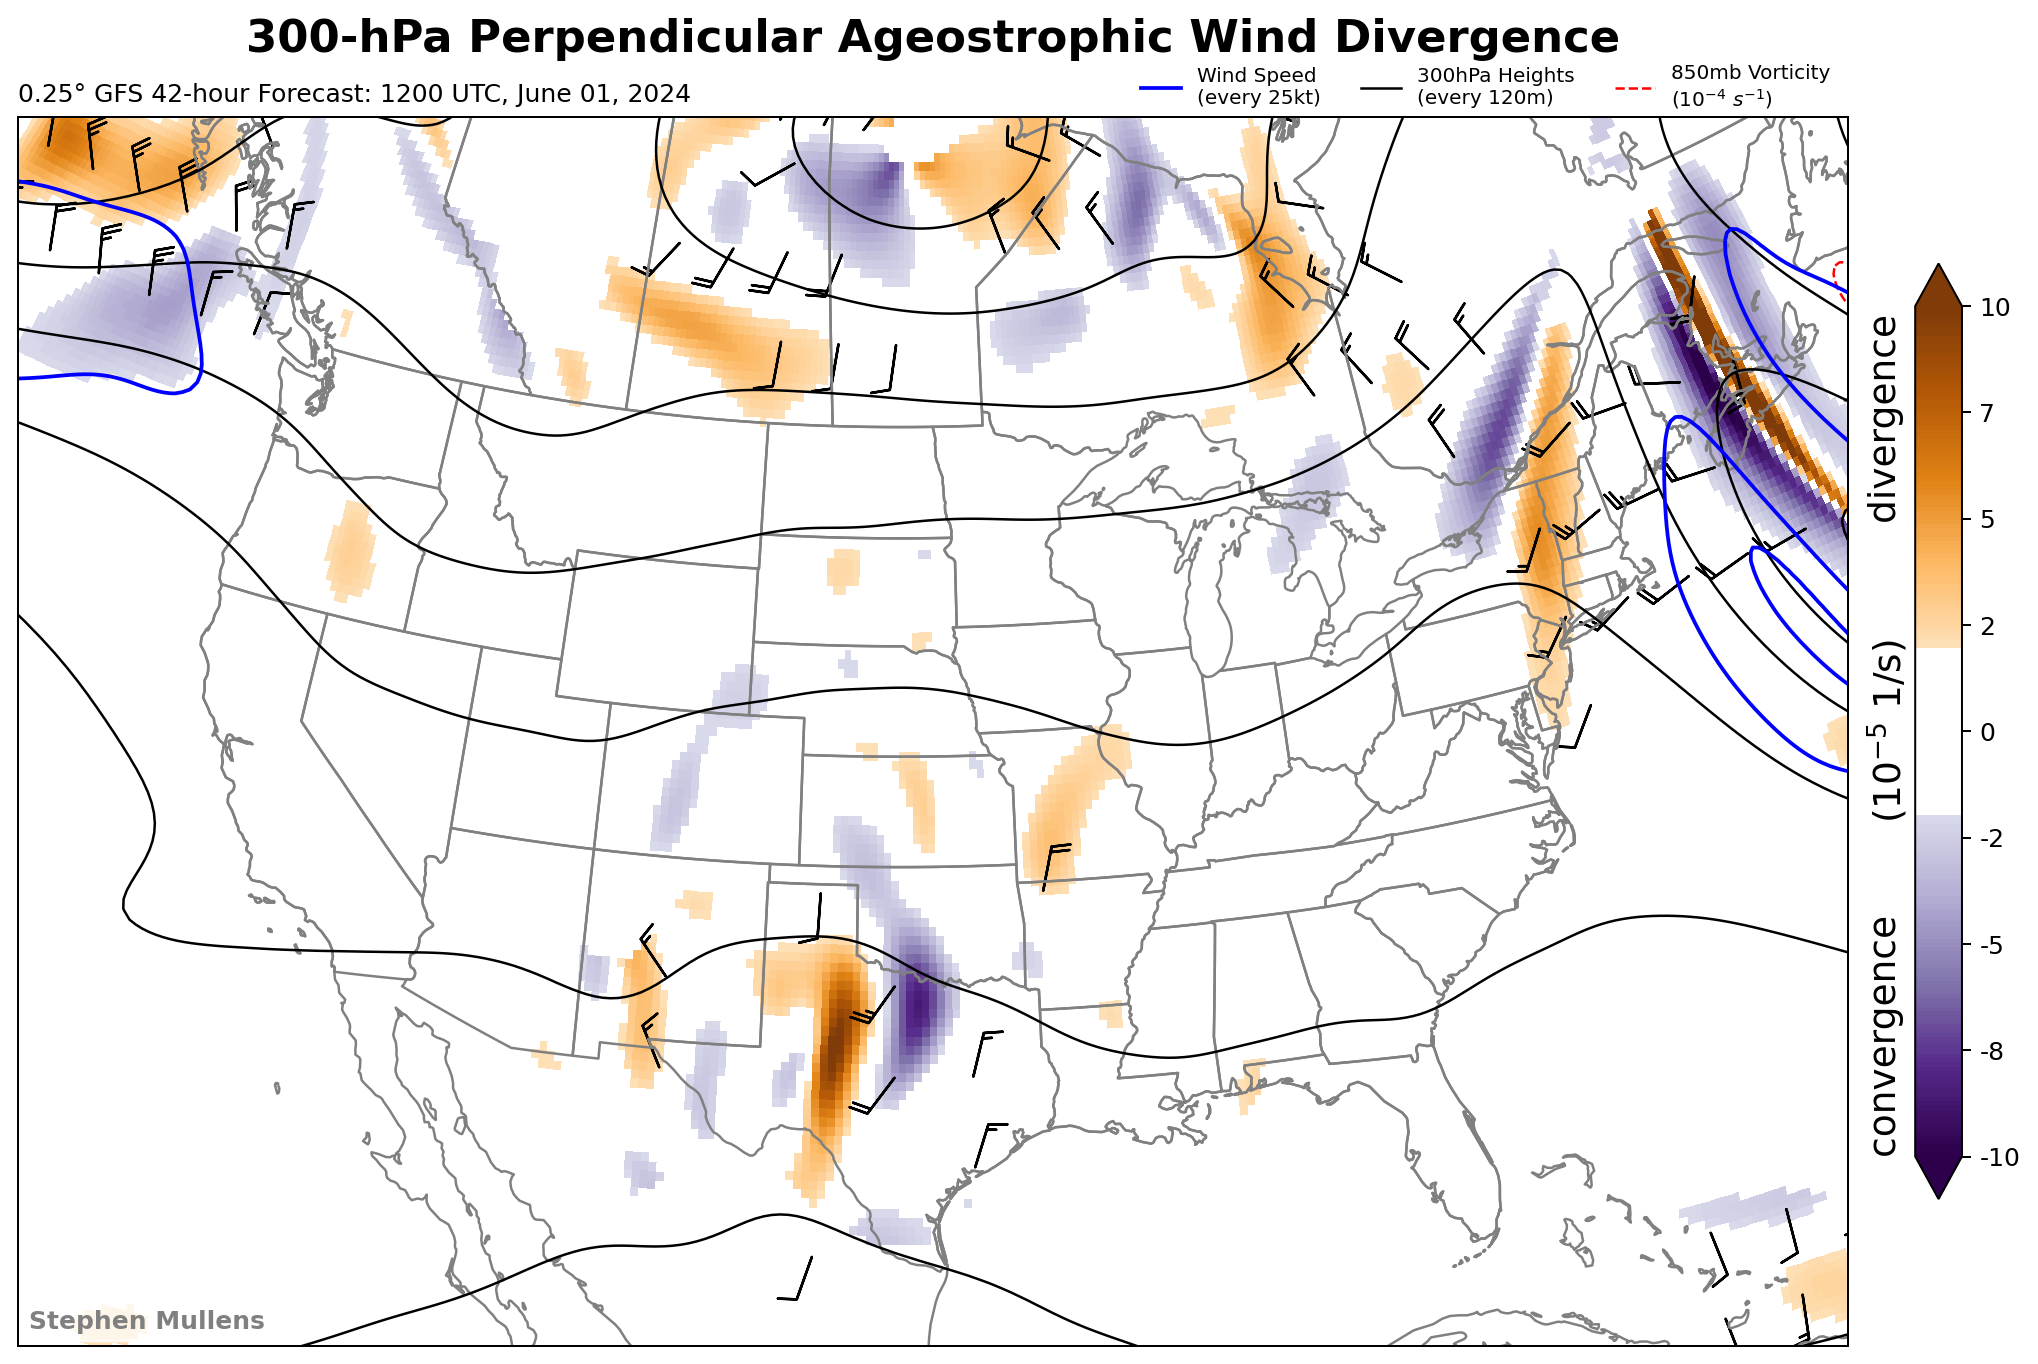 300-hPa Perpendicular Ageostrophic Wind Divergence
0.25° GFS 42-hour Forecast: 1200 UTC, June 01, 2024
Wind Speed
(every 25kt)
300hPa Heights
(every 120m)
850mb Vorticity
(10⁻⁴ s⁻¹)
10
7
5
2
0
-2
-5
-8
-10
convergence (10⁻⁵ 1/s) divergence
Stephen Mullens